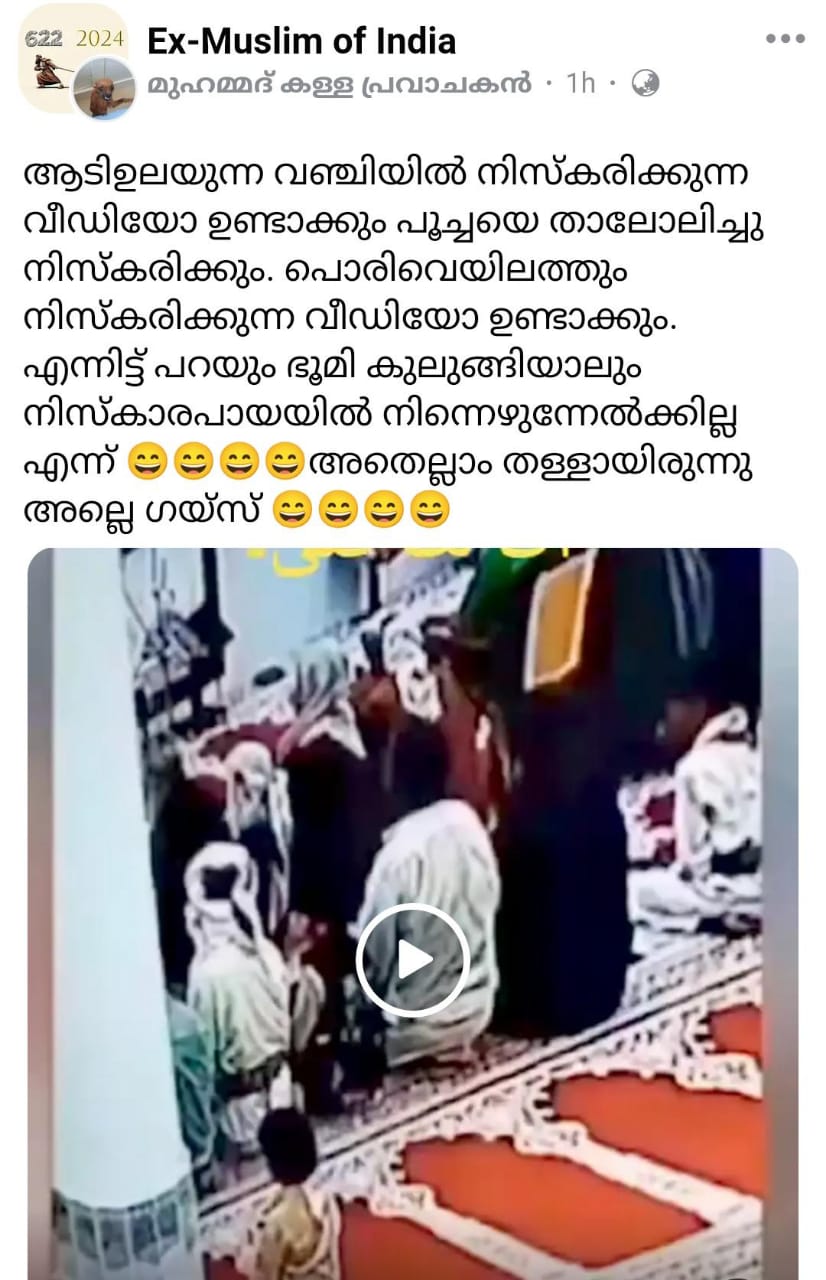 622 2024
Ex-Muslim of India
മുഹമ്മദ് കള്ള പ്രവാചകൻ · 1h ·
ആടിഉലയുന്ന വഞ്ചിയിൽ നിസ്കരിക്കുന്ന
വീഡിയോ ഉണ്ടാക്കും പൂച്ചയെ താലോലിച്ചു
നിസ്കരിക്കും. പൊരിവെയിലത്തും
നിസ്കരിക്കുന്ന വീഡിയോ ഉണ്ടാക്കും.
എന്നിട്ട് പറയും ഭൂമി കുലുങ്ങിയാലും
നിസ്കാരപായയിൽ നിന്നെഴുന്നേൽക്കില്ല
എന്ന് 😄😄😄😄അതെല്ലാം തള്ളായിരുന്നു
അല്ലെ ഗയ്സ് 😄😄😄😄